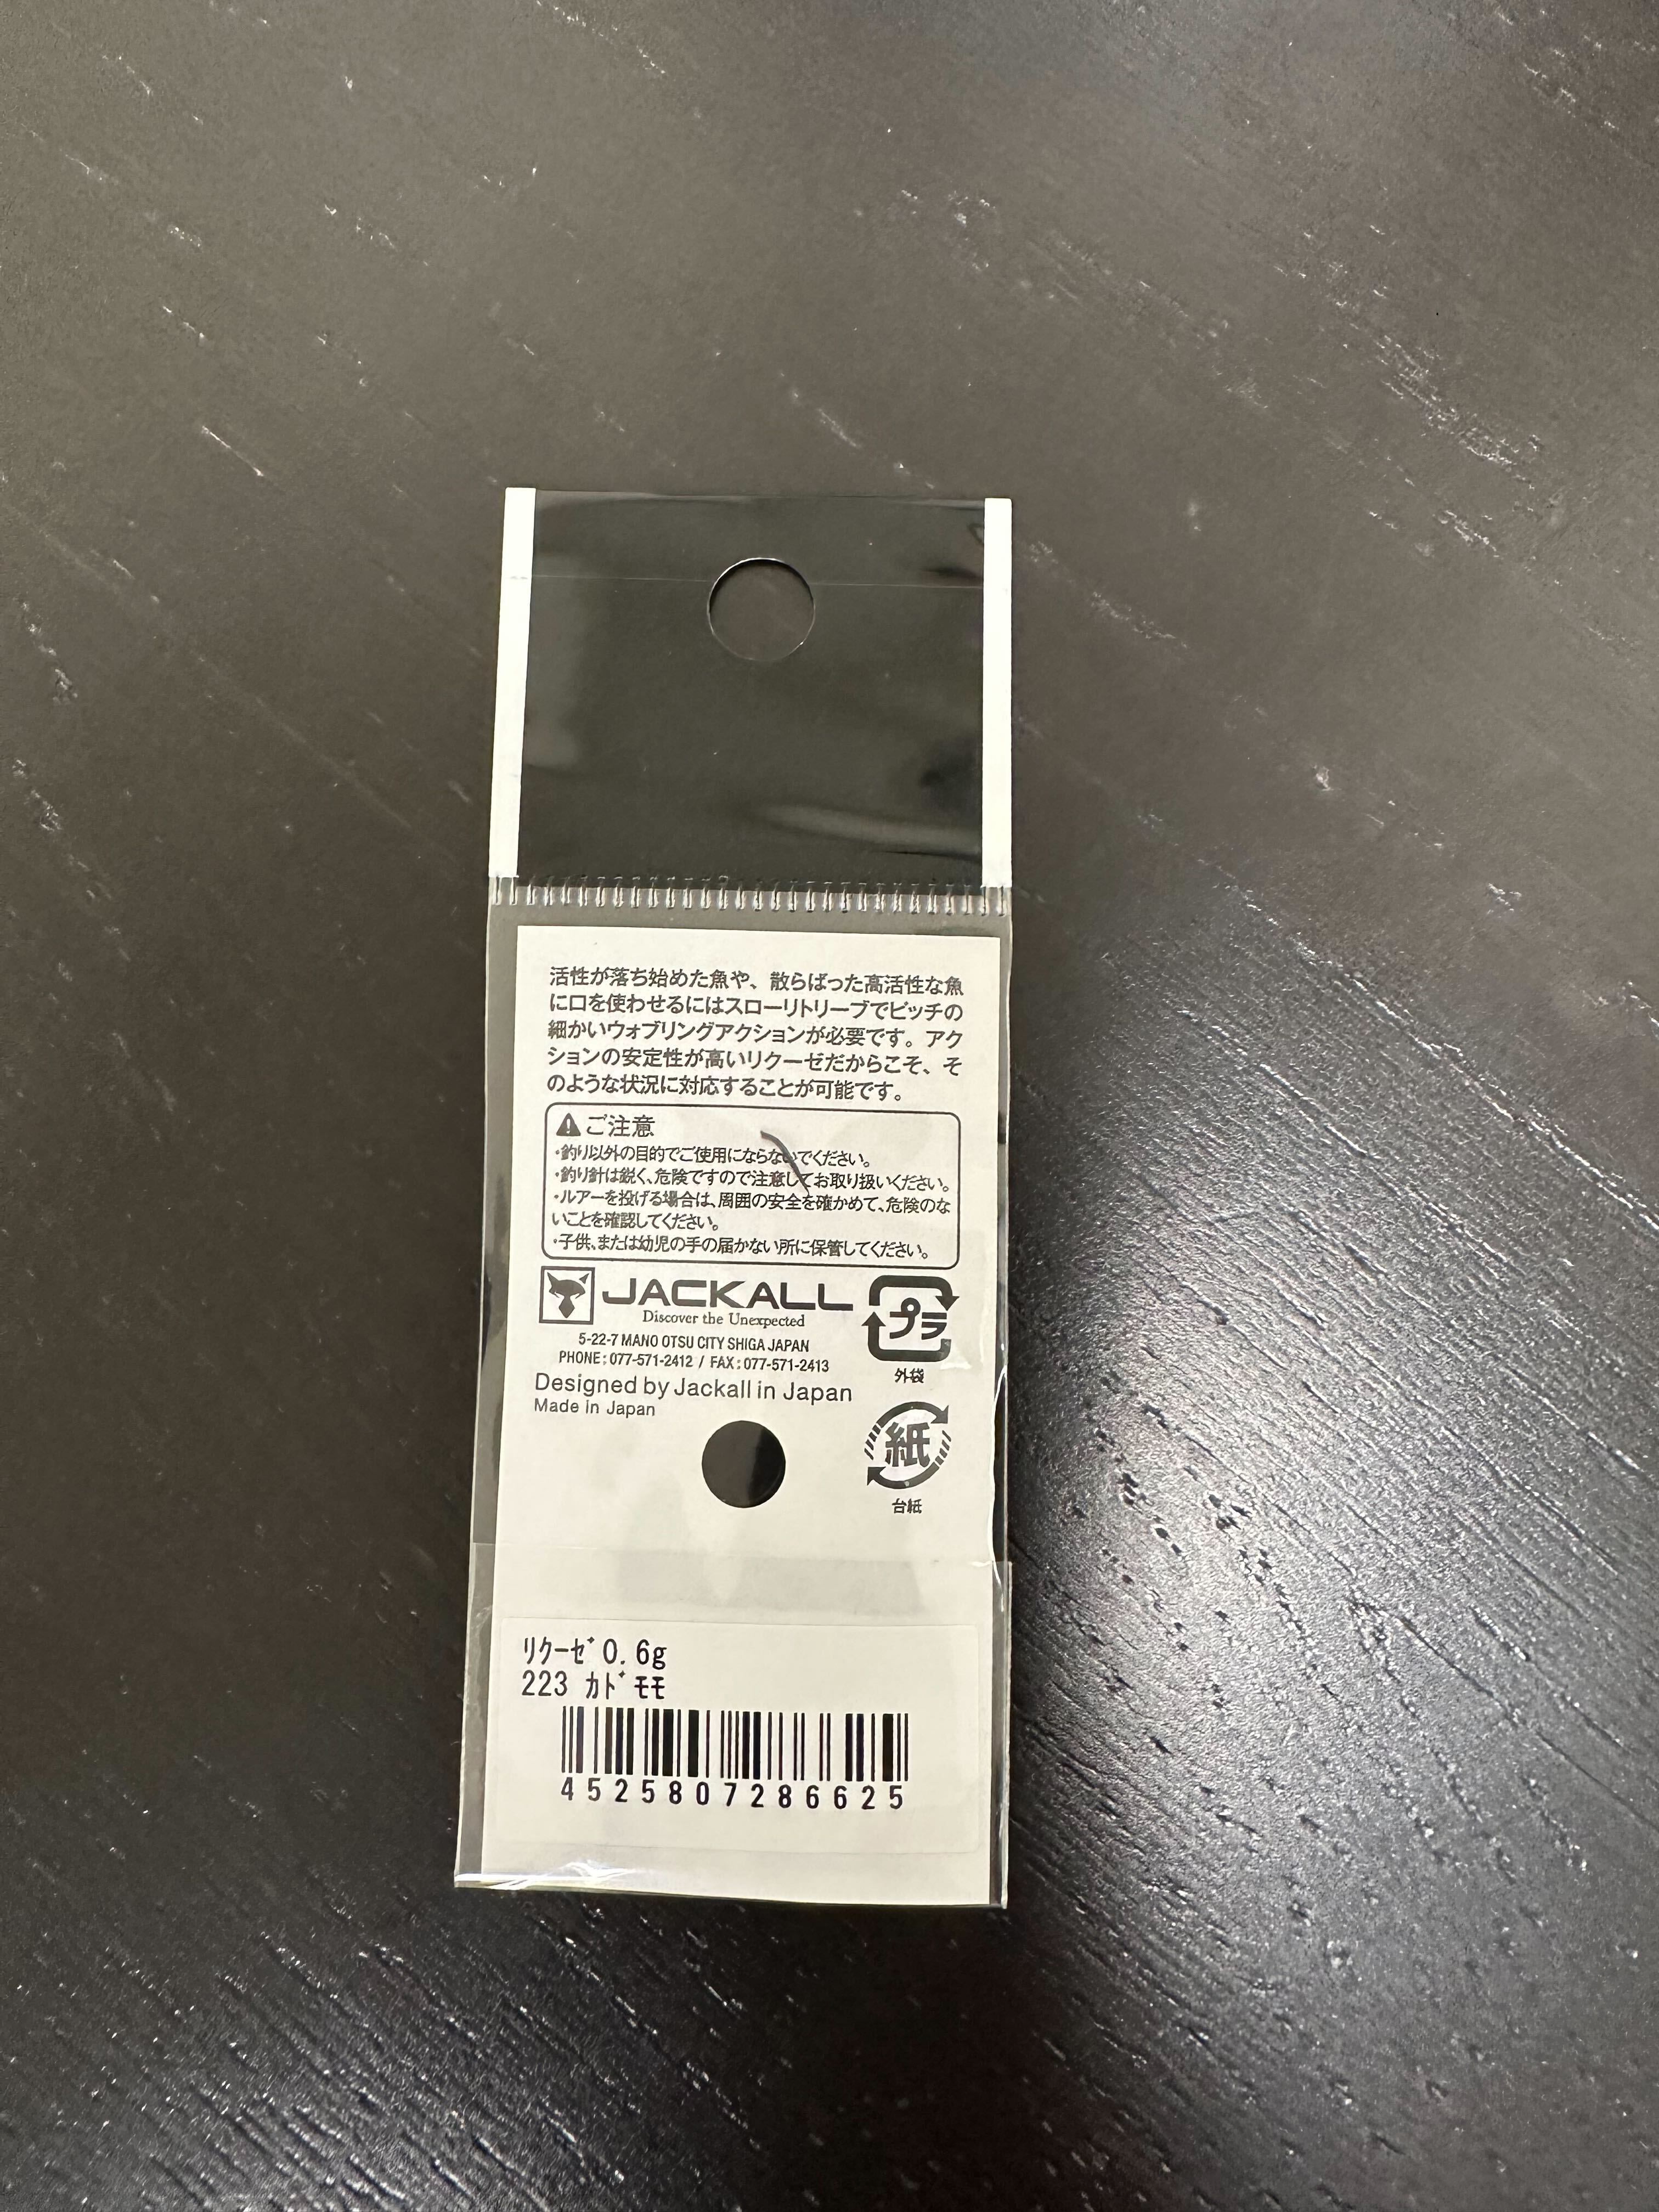 活性が落ち始めた魚や、散らばった高活性な魚
に口を使わせるにはスローリトリーブでピッチの
細かいウォブリングアクションが必要です。アク
ションの安定性が高いリクーゼだからこそ、そ
のような状況に対応することが可能です。
ご注意
・釣り以外の目的でご使用にならないでください。
・釣り針は鋭く、危険ですので注意してお取り扱いください。
・ルアーを投げる場合は、周囲の安全を確かめて、危険のな
いことを確認してください。
・子供、または幼児の手の届かない所に保管してください。
JACKALL
Discover the Unexpected
5-22-7 MANO OTSU CITY SHIGA JAPAN
PHONE:077-571-2412 / FAX:077-571-2413
Designed by Jackall in Japan
Made in Japan
プラ
外袋
紙
台紙
ﾘｸｰｾﾞ 0.6g
223 ｶﾄﾞﾓﾓ
4525807286625